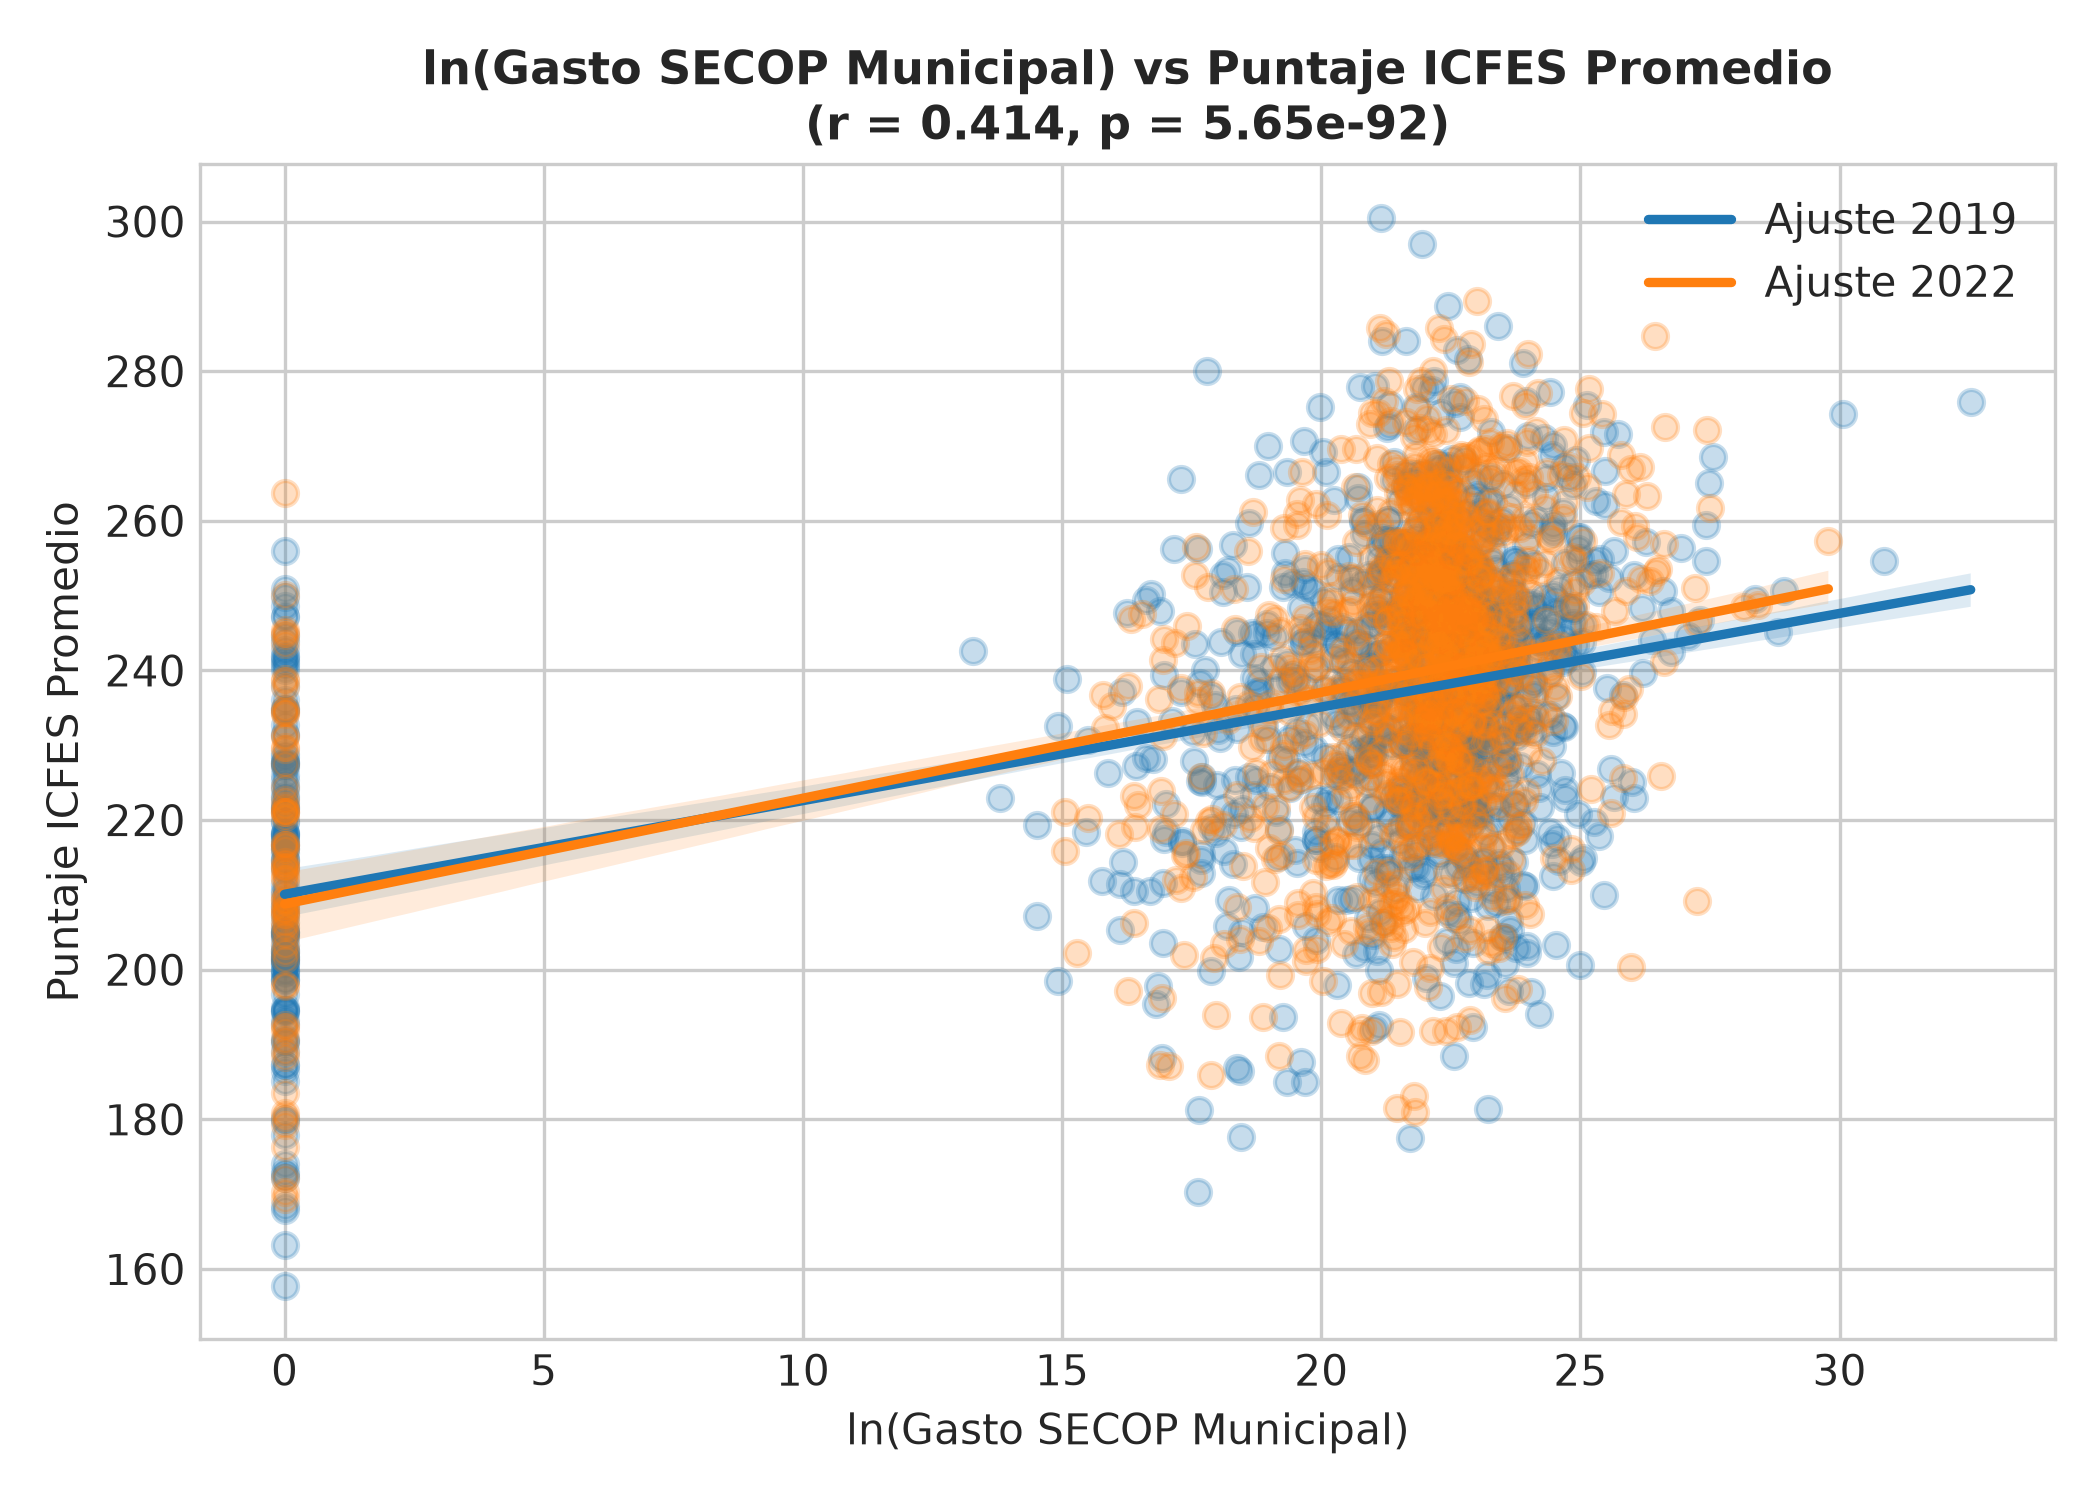 ln(Gasto SECOP Municipal) vs Puntaje ICFES Promedio
(r = 0.414, p = 5.65e-92)
Ajuste 2019
Ajuste 2022
Puntaje ICFES Promedio
300
280
260
240
220
200
180
160
0 5 10 15 20 25 30
ln(Gasto SECOP Municipal)